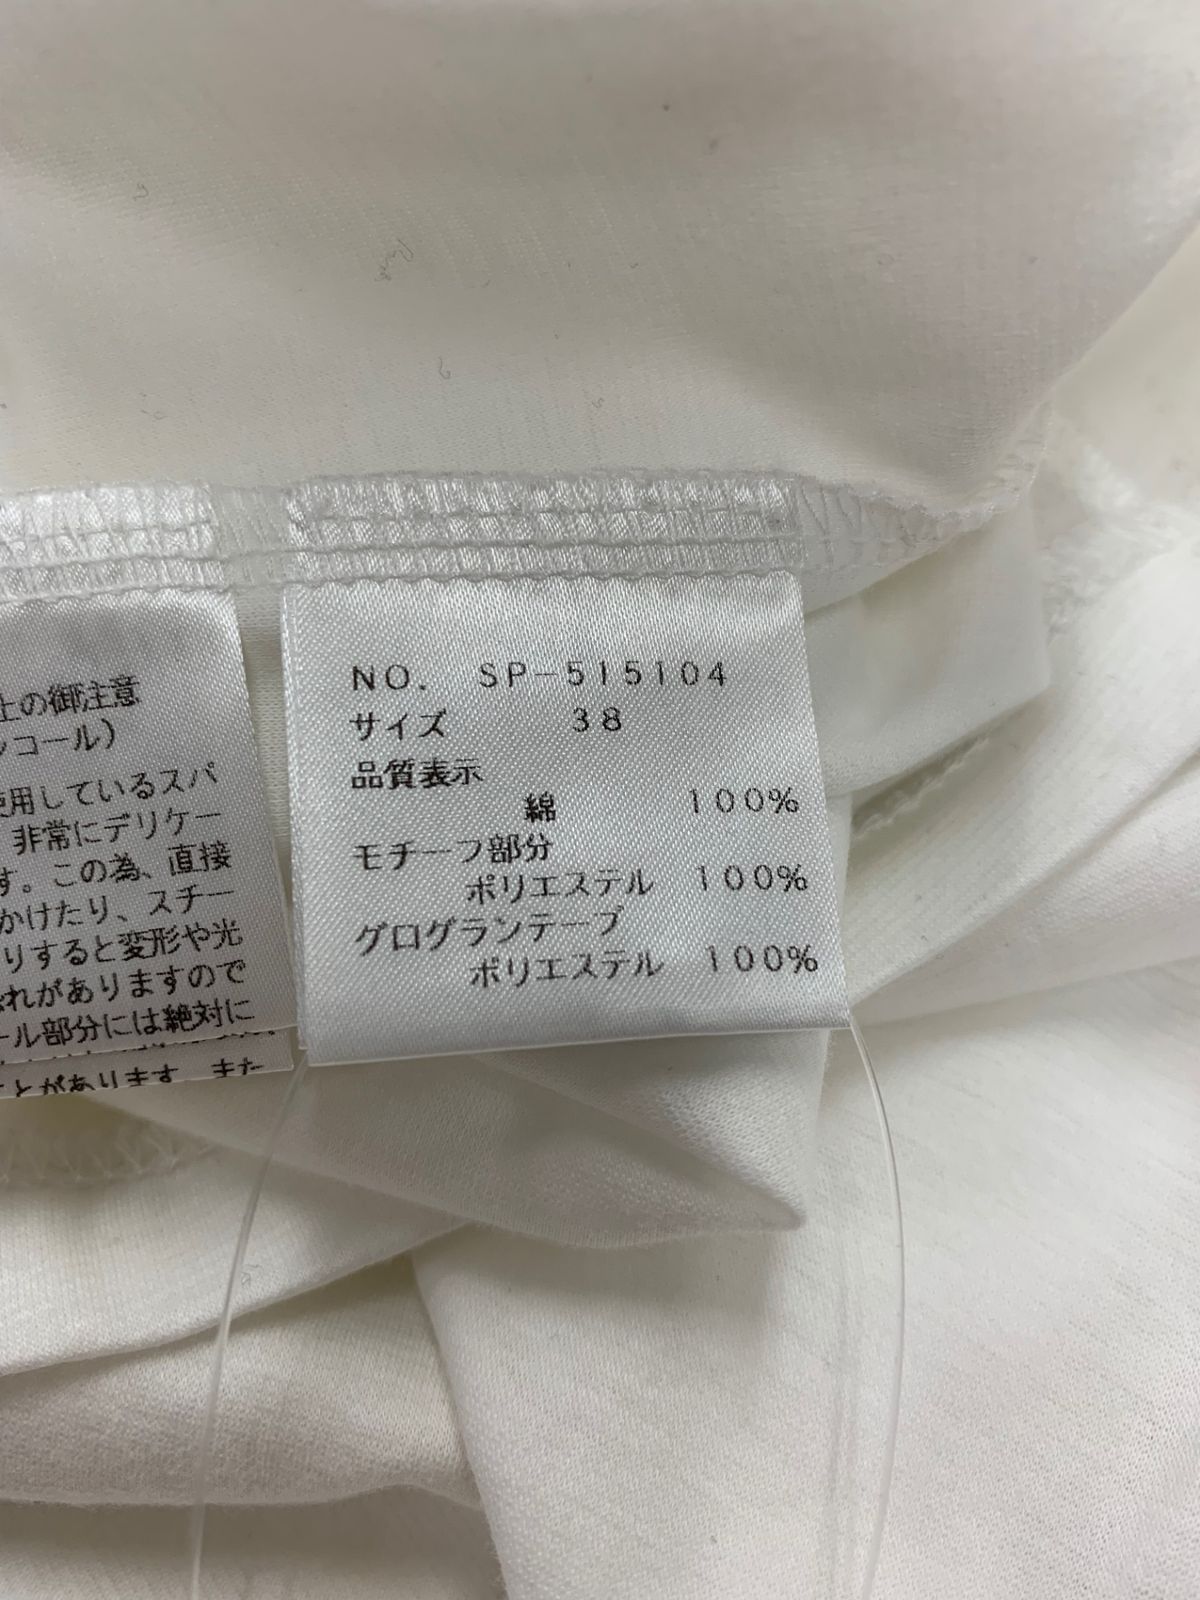 上の御注意
ッコール）
使用しているスパ
非常にデリケー
す。この為、直接
かけたり、スチー
りすると変形や光
れがありますので
ール部分には絶対に
ことがあります。また
NO. SP-515104
サイズ 38
品質表示
綿 100%
モチーフ部分
ポリエステル 100%
グログランテープ
ポリエステル 100%